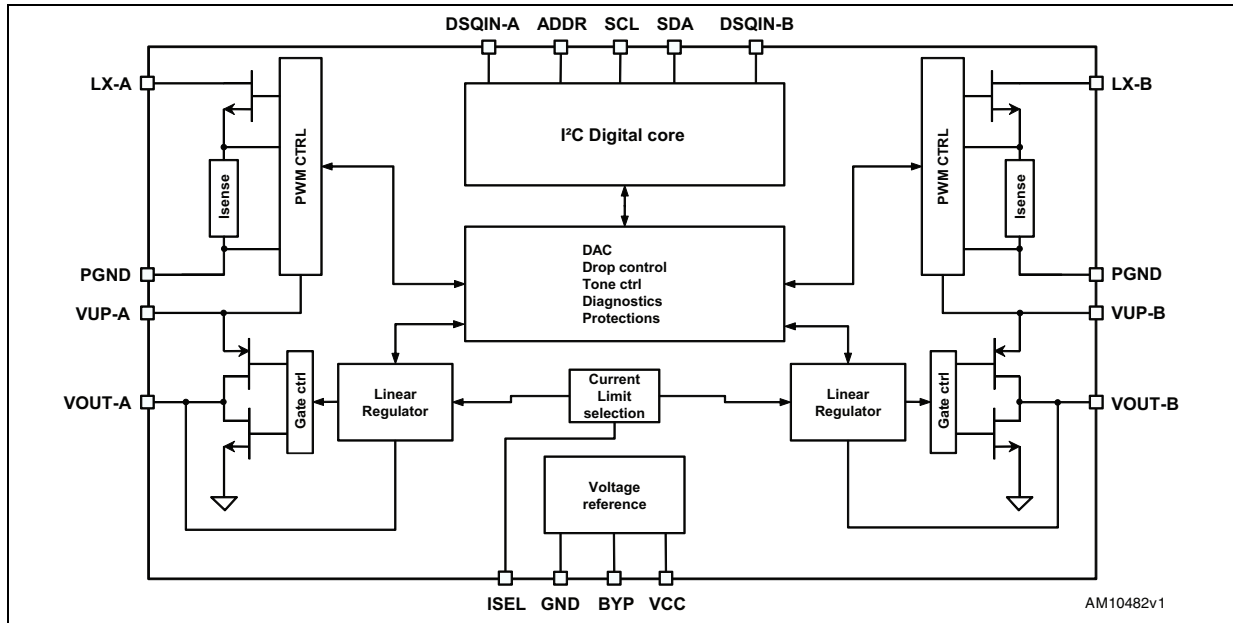 DSQIN-A ADDR SCL SDA DSQIN-B
LX-A
LX-B
I²C Digital core
PWM CTRL
PWM CTRL
Isense
Isense
DAC
Drop control
Tone ctrl
Diagnostics
Protections
PGND
PGND
VUP-A
VUP-B
VOUT-A
Gate ctrl
Linear
Regulator
Current
Limit
selection
Linear
Regulator
Gate ctrl
VOUT-B
Voltage
reference
ISEL GND BYP VCC
AM10482v1